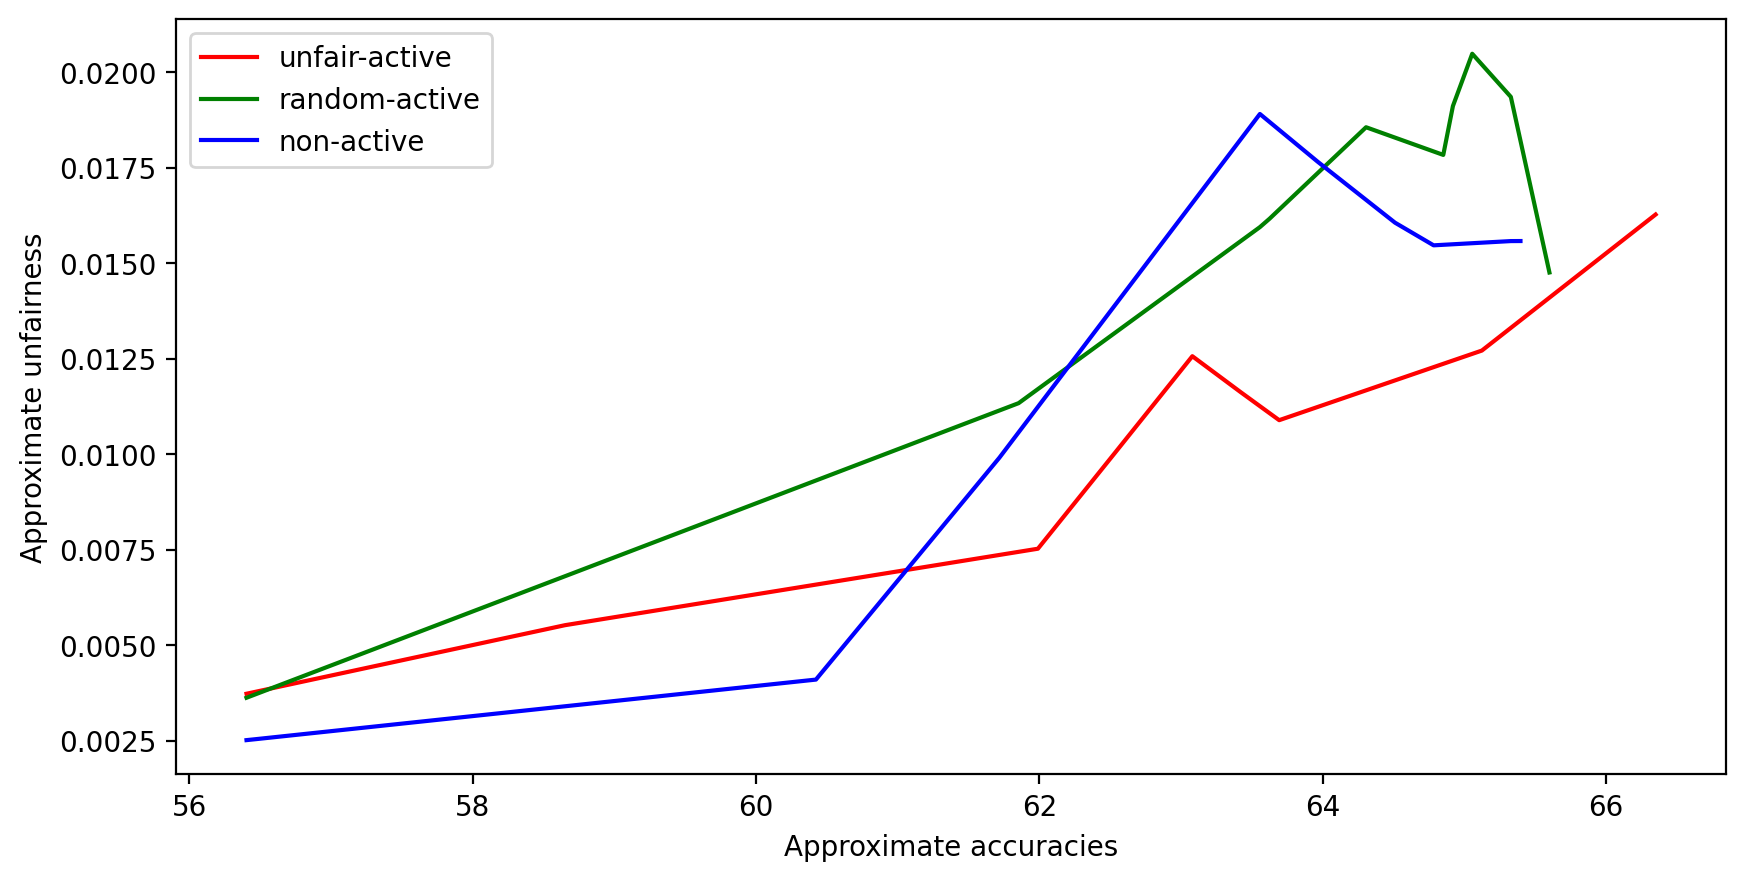 unfair-active
random-active
non-active
Approximate unfairness
0.0200
0.0175
0.0150
0.0125
0.0100
0.0075
0.0050
0.0025
56 58 60 62 64 66
Approximate accuracies